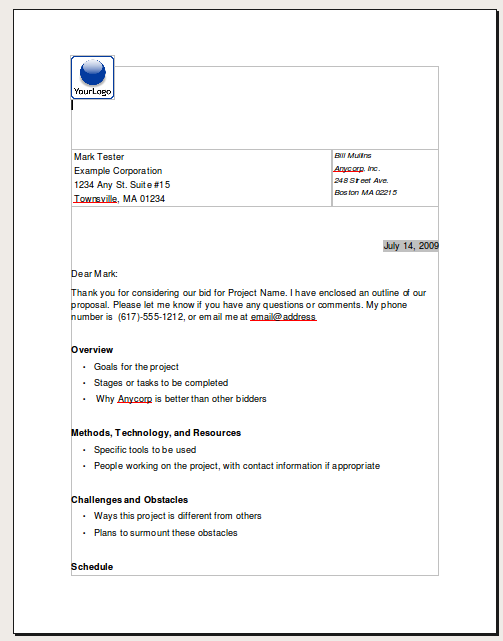 YourLogo
Mark Tester
Example Corporation
1234 Any St. Suite #15
Townsville, MA 01234
Bill Mullins
Anycorp, Inc.
248 Street Ave.
Boston MA 02215
July 14, 2009
Dear Mark:
Thank you for considering our bid for Project Name. I have enclosed an outline of our
proposal. Please let me know if you have any questions or comments. My phone
number is (617)-555-1212, or email me at email@address
Overview
• Goals for the project
• Stages or tasks to be completed
• Why Anycorp is better than other bidders
Methods, Technology, and Resources
• Specific tools to be used
• People working on the project, with contact information if appropriate
Challenges and Obstacles
• Ways this project is different from others
• Plans to surmount these obstacles
Schedule